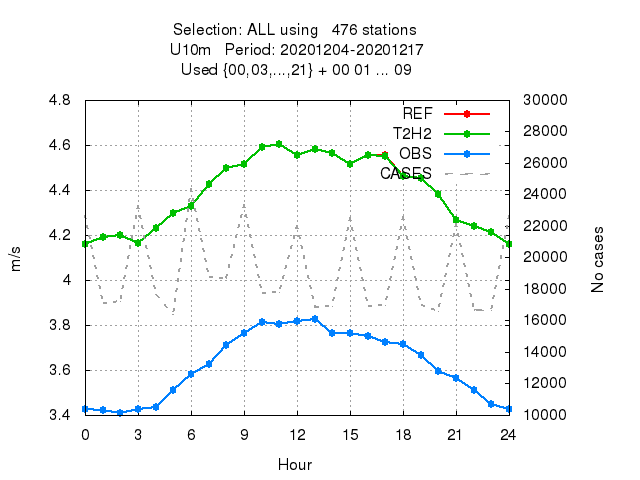 Selection: ALL using   476 stations
U10m   Period: 20201204-20201217
Used {00,03,...,21} + 00 01 ... 09
4.8
4.6
4.4
4.2
4
3.8
3.6
3.4
m/s
30000
28000
26000
24000
22000
20000
18000
16000
14000
12000
10000
No cases
REF
T2H2
OBS
CASES
0 3 6 9 12 15 18 21 24
Hour